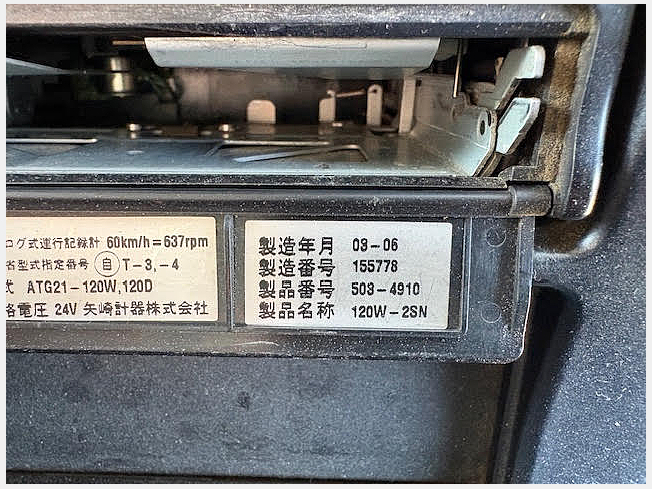 ログ式運行記録計 60km/h=637rpm
省型式指定番号 自 T-3,-4
式 ATG21-120W,120D
格電圧 24V 矢崎計器株式会社
製造年月 03-06
製造番号 155778
製品番号 503-4910
製品名称 120W-2SN